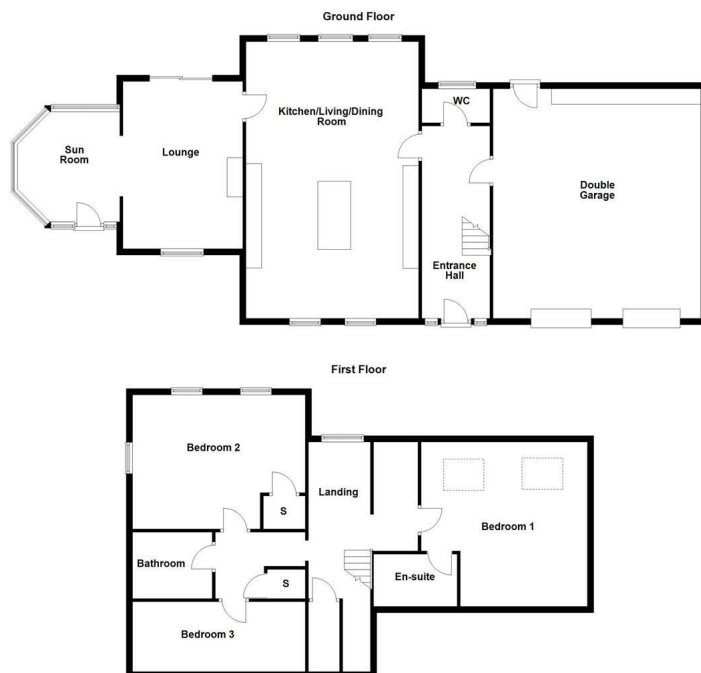 Ground Floor
Kitchen/Living/Dining
Room
WC
Sun
Room
Lounge
Double
Garage
Entrance
Hall
First Floor
Bedroom 2
Landing
S
Bedroom 1
Bathroom
S
En-suite
Bedroom 3